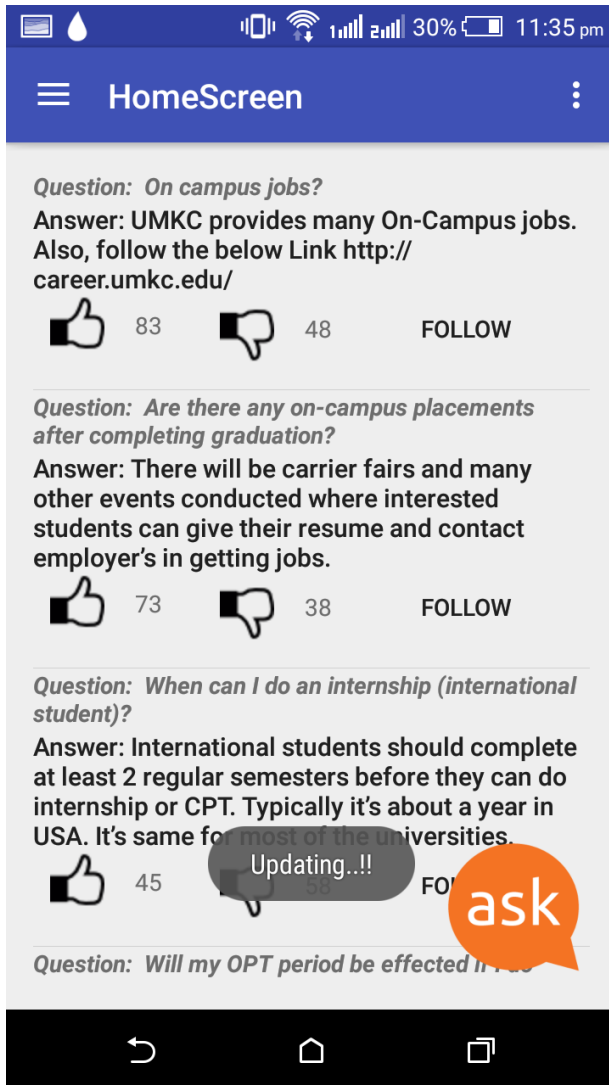 30% 11:35 pm
HomeScreen
Question:  On campus jobs?
Answer: UMKC provides many On-Campus jobs.
Also, follow the below Link http://
career.umkc.edu/
83 48 FOLLOW
Question:  Are there any on-campus placements
after completing graduation?
Answer: There will be carrier fairs and many
other events conducted where interested
students can give their resume and contact
employer’s in getting jobs.
73 38 FOLLOW
Question:  When can I do an internship (international
student)?
Answer: International students should complete
at least 2 regular semesters before they can do
internship or CPT. Typically it’s about a year in
USA. It’s same for most of the universities.
Updating..!!
45 58 FO
ask
Question:  Will my OPT period be effected if I do